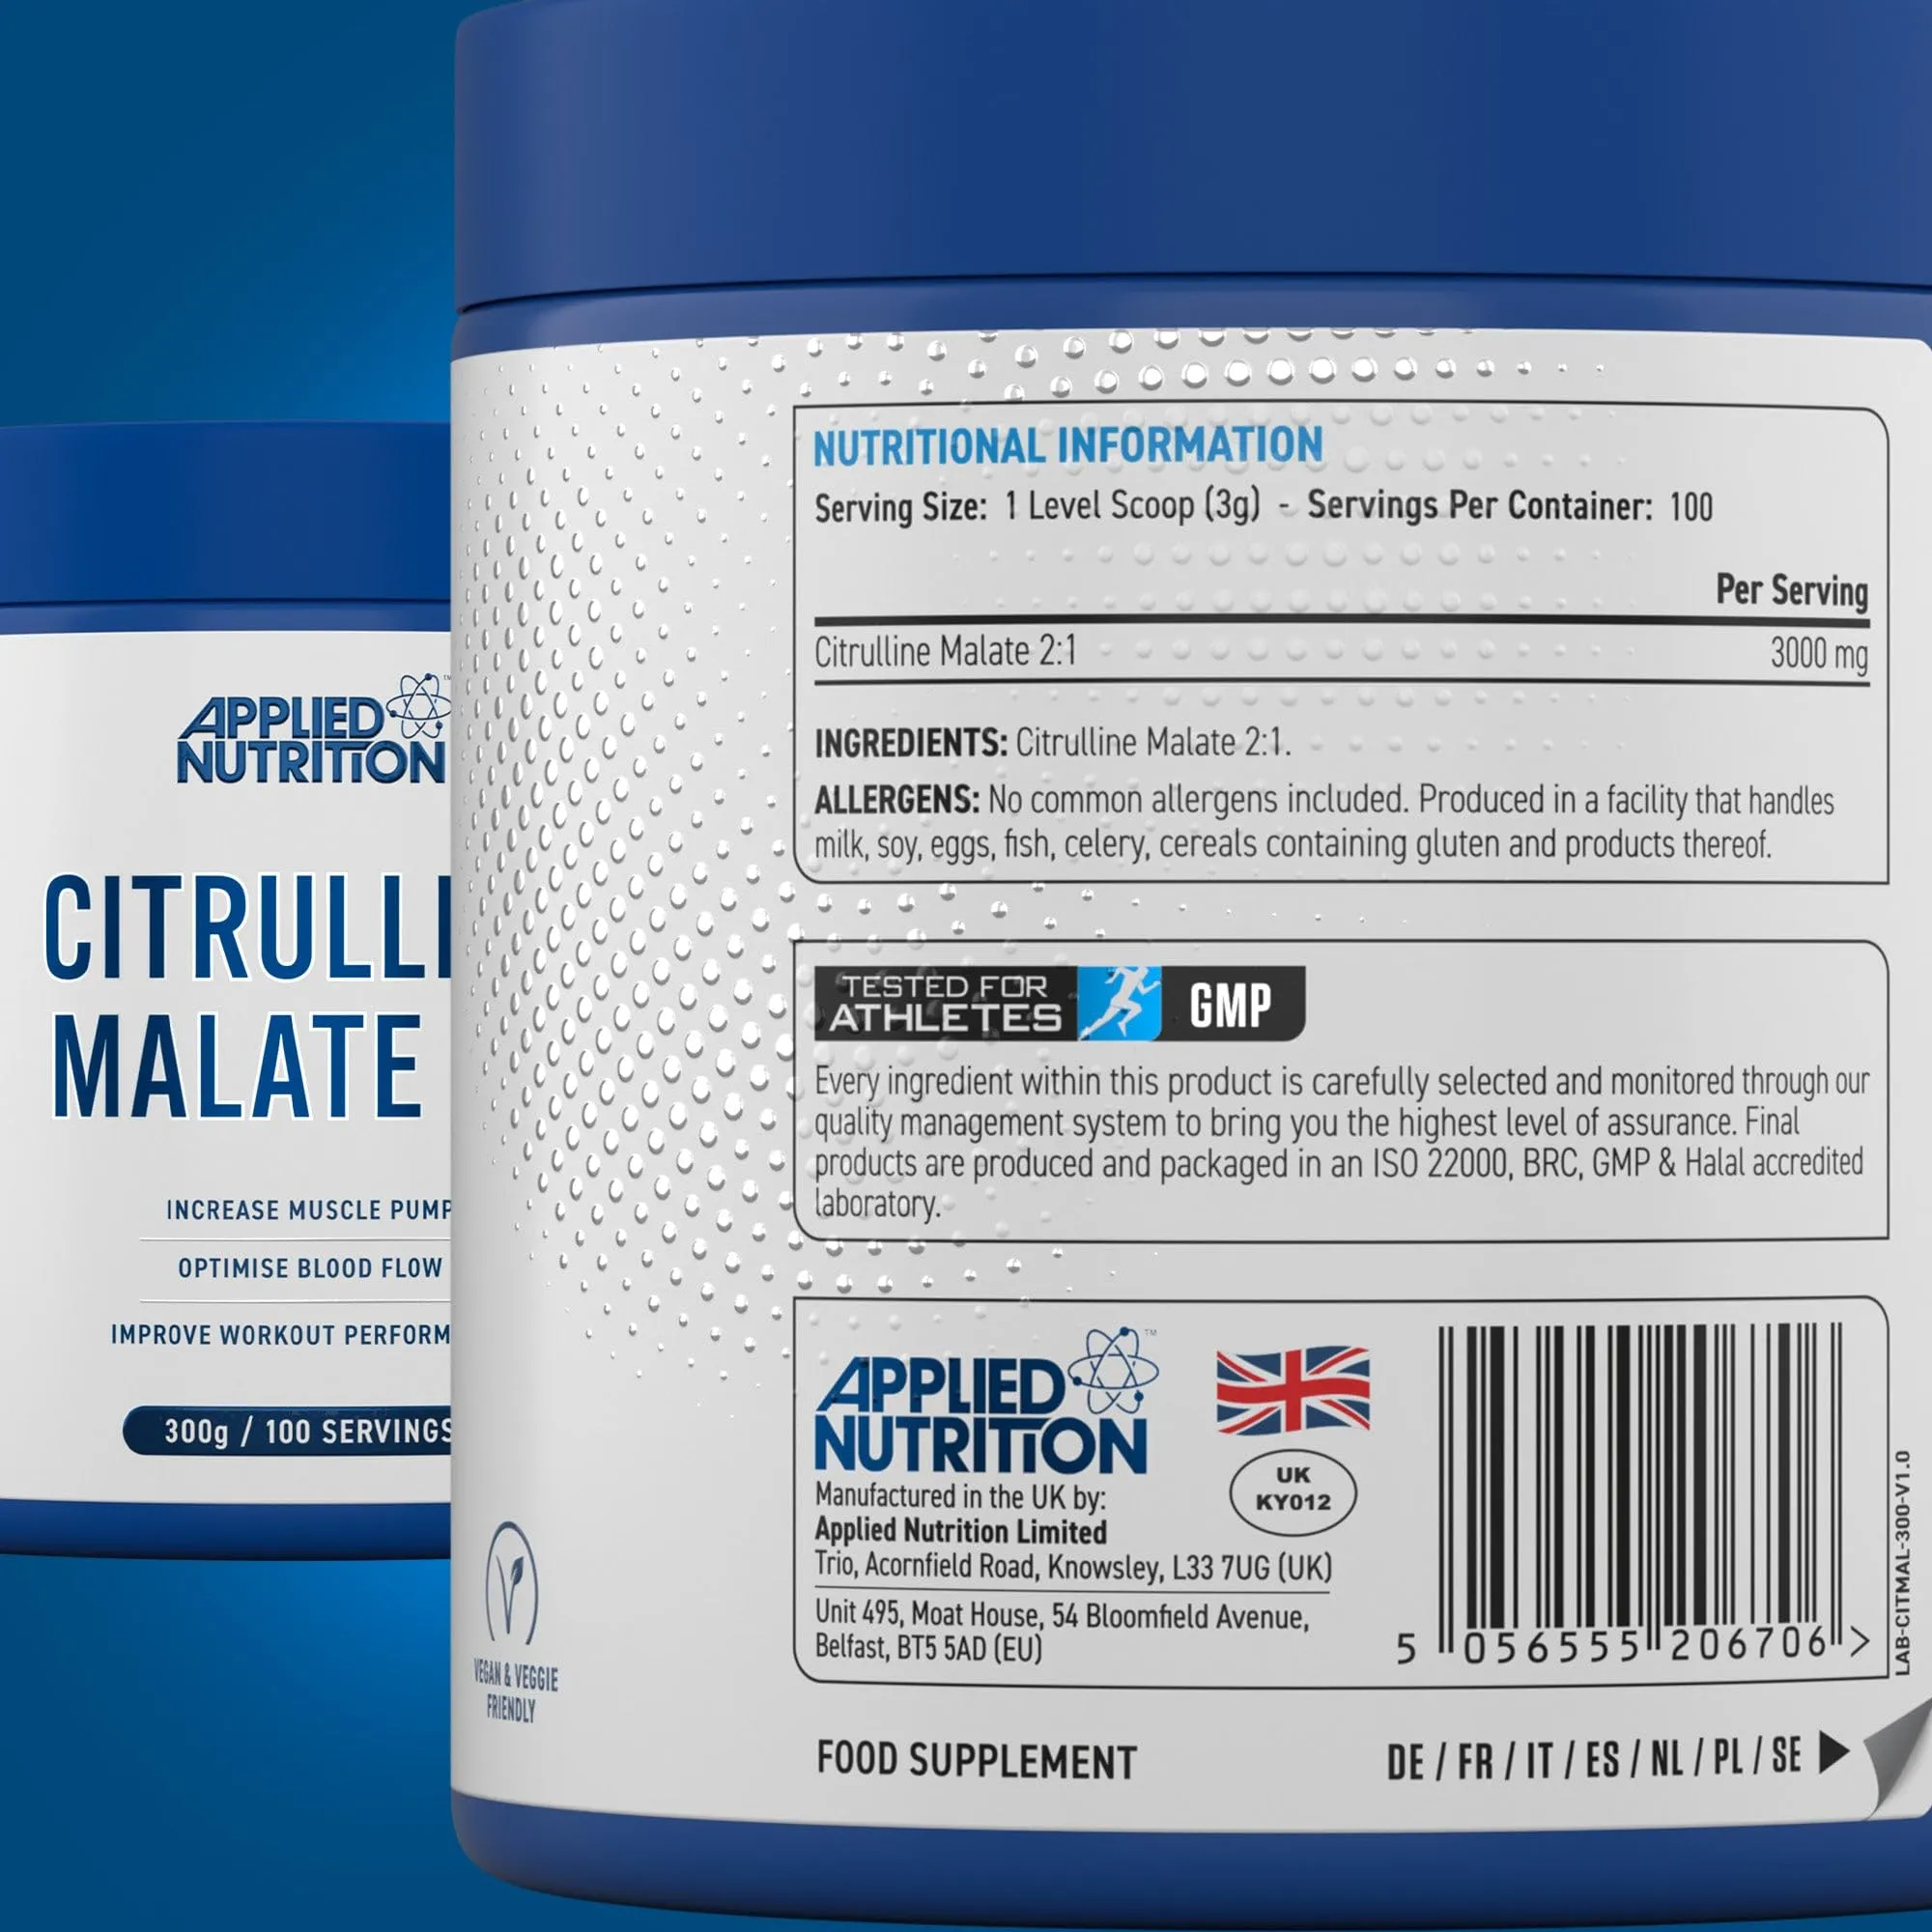 APPLIED
NUTRITION
CITRULLI
MALATE
INCREASE MUSCLE PUMP
OPTIMISE BLOOD FLOW
IMPROVE WORKOUT PERFORM
300g / 100 SERVINGS
VEGAN & VEGGIE
FRIENDLY
NUTRITIONAL INFORMATION
Serving Size: 1 Level Scoop (3g) - Servings Per Container: 100
Per Serving
Citrulline Malate 2:1 3000 mg
INGREDIENTS: Citrulline Malate 2:1.
ALLERGENS: No common allergens included. Produced in a facility that handles
milk, soy, eggs, fish, celery, cereals containing gluten and products thereof.
TESTED FOR
ATHLETES
GMP
Every ingredient within this product is carefully selected and monitored through our
quality management system to bring you the highest level of assurance. Final
products are produced and packaged in an ISO 22000, BRC, GMP & Halal accredited
laboratory.
APPLIED
NUTRITION
TM
Manufactured in the UK by:
Applied Nutrition Limited
Trio, Acornfield Road, Knowsley, L33 7UG (UK)
Unit 495, Moat House, 54 Bloomfield Avenue,
Belfast, BT5 5AD (EU)
UK
KY012
5 056555 206706 >
LAB-CITMAL-300-V1.0
FOOD SUPPLEMENT
DE / FR / IT / ES / NL / PL / SE